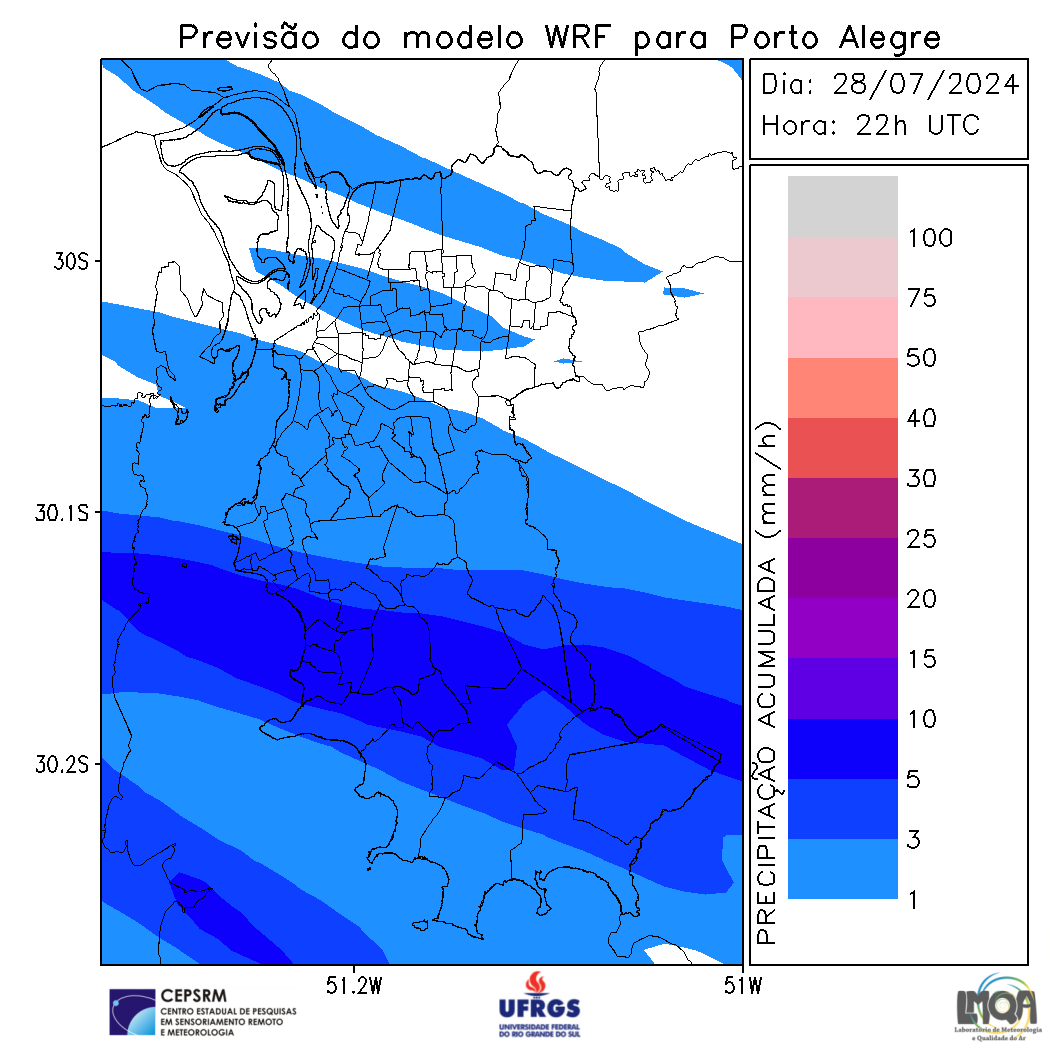 Previsão do modelo WRF para Porto Alegre
Dia: 28/07/2024
Hora: 22h UTC
30S
30.1S
30.2S
51.2W
51W
PRECIPITAÇÃO ACUMULADA (mm/h)
100
75
50
40
30
25
20
15
10
5
3
1
CEPSRM
CENTRO ESTADUAL DE PESQUISAS
EM SENSORIAMENTO REMOTO
E METEOROLOGIA
UFRGS
UNIVERSIDADE FEDERAL
DO RIO GRANDE DO SUL
LMQA
Laboratório de Meteorologia
e Qualidade do Ar